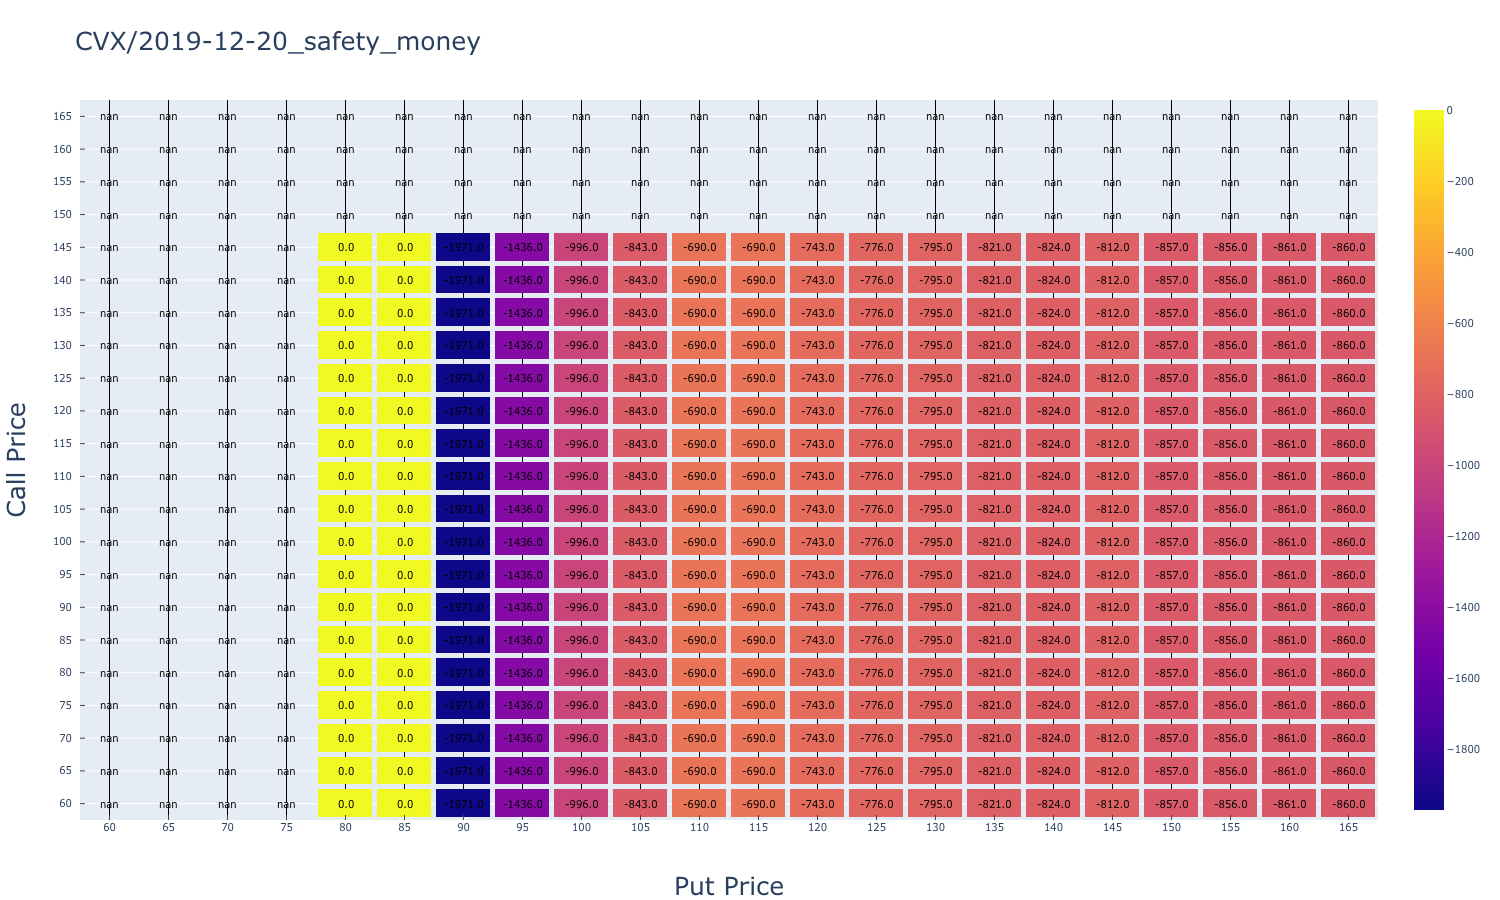 CVX/2019-12-20_safety_money
165 nan nan nan nan nan nan nan nan nan nan nan nan nan nan nan nan nan nan nan nan nan nan 0
160 nan nan nan nan nan nan nan nan nan nan nan nan nan nan nan nan nan nan nan nan nan nan
155 nan nan nan nan nan nan nan nan nan nan nan nan nan nan nan nan nan nan nan nan nan nan −200
150 nan nan nan nan nan nan nan nan nan nan nan nan nan nan nan nan nan nan nan nan nan nan
145 nan nan nan nan 0.0 0.0 -1971.0 -1436.0 -996.0 -843.0 -690.0 -690.0 -743.0 -776.0 -795.0 -821.0 -824.0 -812.0 -857.0 -856.0 -861.0 -860.0 −400
140 nan nan nan nan 0.0 0.0 -1971.0 -1436.0 -996.0 -843.0 -690.0 -690.0 -743.0 -776.0 -795.0 -821.0 -824.0 -812.0 -857.0 -856.0 -861.0 -860.0
135 nan nan nan nan 0.0 0.0 -1971.0 -1436.0 -996.0 -843.0 -690.0 -690.0 -743.0 -776.0 -795.0 -821.0 -824.0 -812.0 -857.0 -856.0 -861.0 -860.0 −600
130 nan nan nan nan 0.0 0.0 -1971.0 -1436.0 -996.0 -843.0 -690.0 -690.0 -743.0 -776.0 -795.0 -821.0 -824.0 -812.0 -857.0 -856.0 -861.0 -860.0
125 nan nan nan nan 0.0 0.0 -1971.0 -1436.0 -996.0 -843.0 -690.0 -690.0 -743.0 -776.0 -795.0 -821.0 -824.0 -812.0 -857.0 -856.0 -861.0 -860.0 −800
120 nan nan nan nan 0.0 0.0 -1971.0 -1436.0 -996.0 -843.0 -690.0 -690.0 -743.0 -776.0 -795.0 -821.0 -824.0 -812.0 -857.0 -856.0 -861.0 -860.0
115 nan nan nan nan 0.0 0.0 -1971.0 -1436.0 -996.0 -843.0 -690.0 -690.0 -743.0 -776.0 -795.0 -821.0 -824.0 -812.0 -857.0 -856.0 -861.0 -860.0 −1000
110 nan nan nan nan 0.0 0.0 -1971.0 -1436.0 -996.0 -843.0 -690.0 -690.0 -743.0 -776.0 -795.0 -821.0 -824.0 -812.0 -857.0 -856.0 -861.0 -860.0
105 nan nan nan nan 0.0 0.0 -1971.0 -1436.0 -996.0 -843.0 -690.0 -690.0 -743.0 -776.0 -795.0 -821.0 -824.0 -812.0 -857.0 -856.0 -861.0 -860.0
100 nan nan nan nan 0.0 0.0 -1971.0 -1436.0 -996.0 -843.0 -690.0 -690.0 -743.0 -776.0 -795.0 -821.0 -824.0 -812.0 -857.0 -856.0 -861.0 -860.0 −1200
95 nan nan nan nan 0.0 0.0 -1971.0 -1436.0 -996.0 -843.0 -690.0 -690.0 -743.0 -776.0 -795.0 -821.0 -824.0 -812.0 -857.0 -856.0 -861.0 -860.0
90 nan nan nan nan 0.0 0.0 -1971.0 -1436.0 -996.0 -843.0 -690.0 -690.0 -743.0 -776.0 -795.0 -821.0 -824.0 -812.0 -857.0 -856.0 -861.0 -860.0 −1400
85 nan nan nan nan 0.0 0.0 -1971.0 -1436.0 -996.0 -843.0 -690.0 -690.0 -743.0 -776.0 -795.0 -821.0 -824.0 -812.0 -857.0 -856.0 -861.0 -860.0
80 nan nan nan nan 0.0 0.0 -1971.0 -1436.0 -996.0 -843.0 -690.0 -690.0 -743.0 -776.0 -795.0 -821.0 -824.0 -812.0 -857.0 -856.0 -861.0 -860.0 −1600
75 nan nan nan nan 0.0 0.0 -1971.0 -1436.0 -996.0 -843.0 -690.0 -690.0 -743.0 -776.0 -795.0 -821.0 -824.0 -812.0 -857.0 -856.0 -861.0 -860.0
70 nan nan nan nan 0.0 0.0 -1971.0 -1436.0 -996.0 -843.0 -690.0 -690.0 -743.0 -776.0 -795.0 -821.0 -824.0 -812.0 -857.0 -856.0 -861.0 -860.0 −1800
65 nan nan nan nan 0.0 0.0 -1971.0 -1436.0 -996.0 -843.0 -690.0 -690.0 -743.0 -776.0 -795.0 -821.0 -824.0 -812.0 -857.0 -856.0 -861.0 -860.0
60 nan nan nan nan 0.0 0.0 -1971.0 -1436.0 -996.0 -843.0 -690.0 -690.0 -743.0 -776.0 -795.0 -821.0 -824.0 -812.0 -857.0 -856.0 -861.0 -860.0
60 65 70 75 80 85 90 95 100 105 110 115 120 125 130 135 140 145 150 155 160 165
Call Price
Put Price